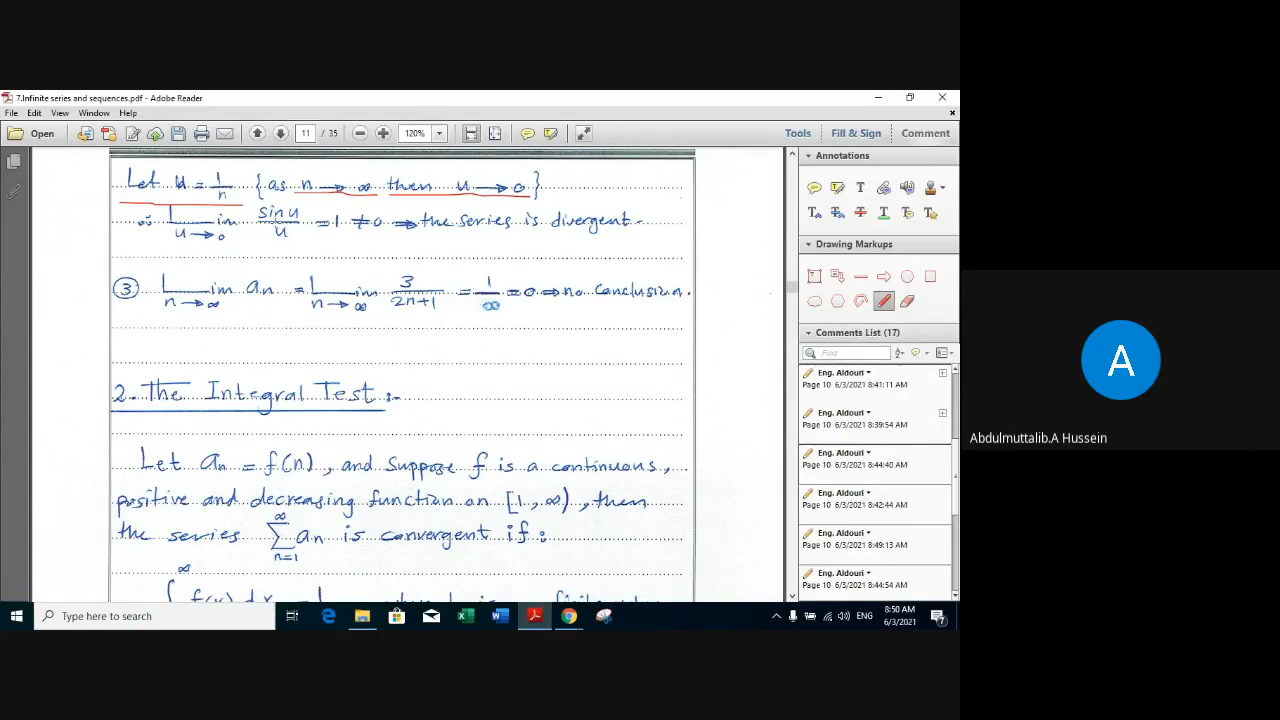 7.Infinite series and sequences.pdf - Adobe Reader
File Edit View Window Help
Open 11 / 35 120% Tools Fill & Sign Comment
Let u = 1/n {as n → ∞ then u → 0}
∴ Lim u→0 sin u / u = 1 ≠ 0 ⇒ the series is divergent.
③ Lim n→∞ an = Lim n→∞ 3/(2n+1) = 1/∞ = 0 ⇒ no conclusion.
2. The Integral Test :-
Let an = f(n), and suppose f is a continuous,
positive and decreasing function on [1, ∞), then
the series ∞ Σ n=1 an is convergent if:
∞ ∫ f(x) dx = L
Annotations
Drawing Markups
Comments List (17)
Find
Eng. Aldouri
Page 10 6/3/2021 8:41:11 AM
Eng. Aldouri
Page 10 6/3/2021 8:39:54 AM
Eng. Aldouri
Page 10 6/3/2021 8:44:40 AM
Eng. Aldouri
Page 10 6/3/2021 8:42:44 AM
Eng. Aldouri
Page 10 6/3/2021 8:49:13 AM
Eng. Aldouri
Page 10 6/3/2021 8:44:54 AM
Type here to search
ENG
8:50 AM
6/3/2021
7
A
Abdulmuttalib.A Hussein